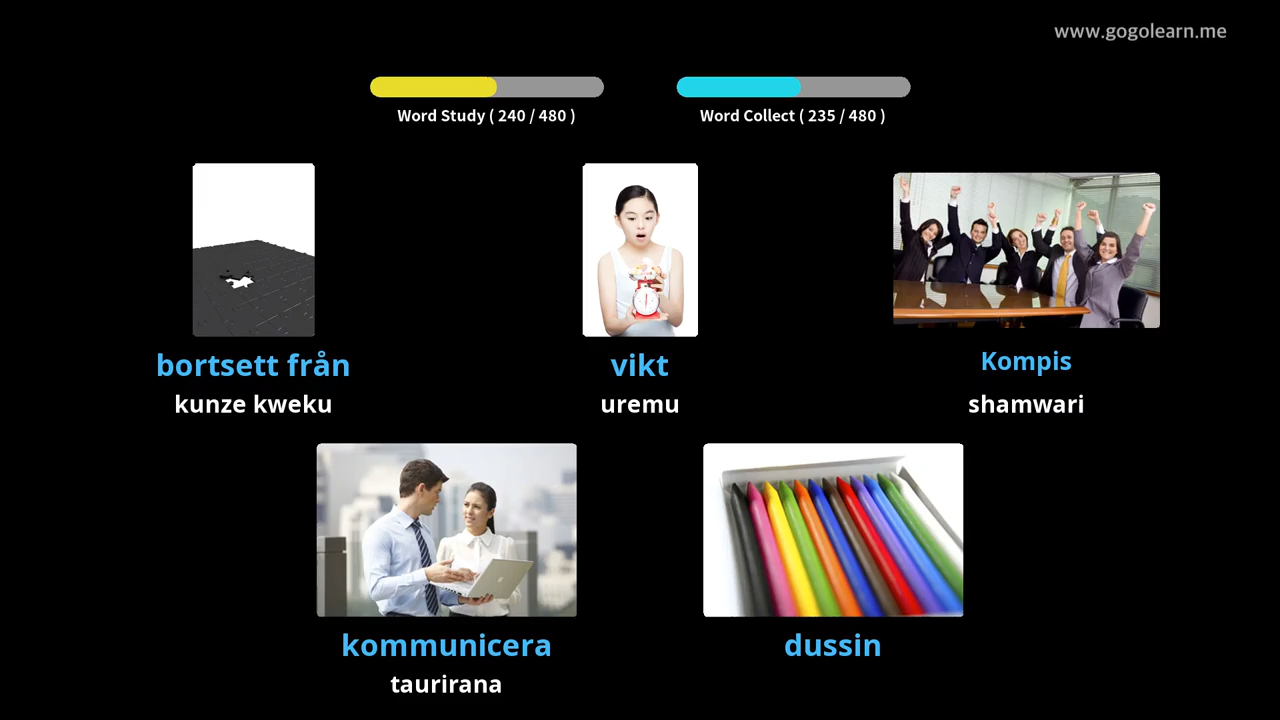 www.gogolearn.me
Word Study ( 240 / 480 )
Word Collect ( 235 / 480 )
bortsett från
kunze kweku
vikt
uremu
Kompis
shamwari
kommunicera
taurirana
dussin